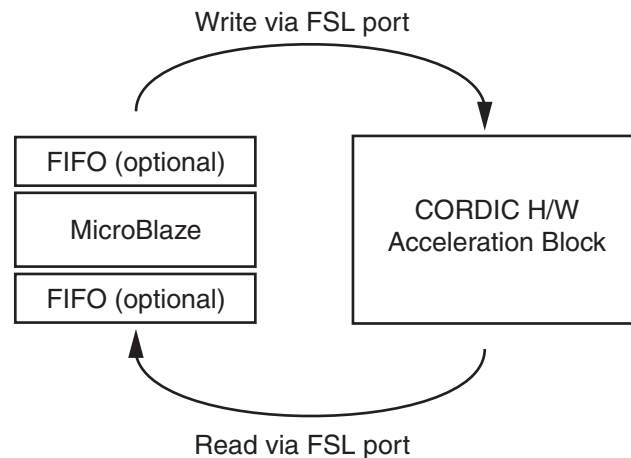 Write via FSL port
FIFO (optional)
MicroBlaze
FIFO (optional)
CORDIC H/W
Acceleration Block
Read via FSL port